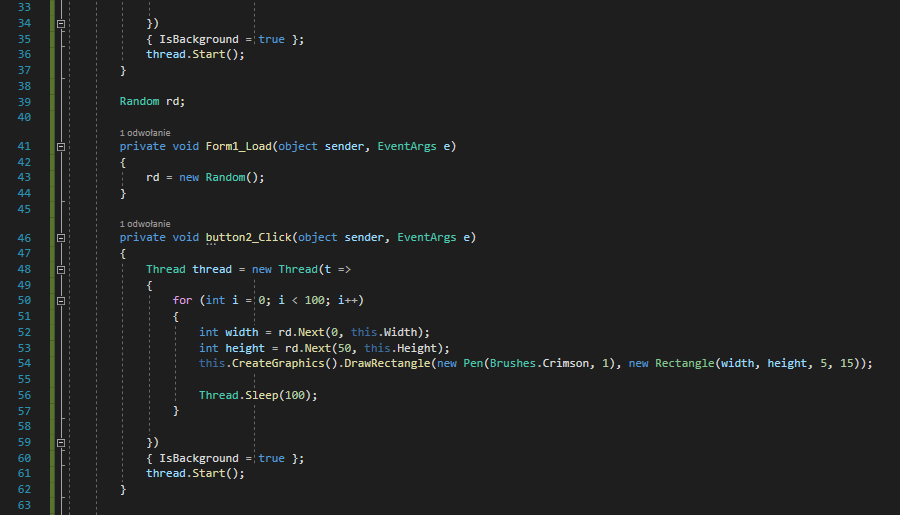 33
34 })
35 { IsBackground = true };
36 thread.Start();
37 }
38
39 Random rd;
40
1 odwołanie
41 private void Form1_Load(object sender, EventArgs e)
42 {
43 rd = new Random();
44 }
45
1 odwołanie
46 private void button2_Click(object sender, EventArgs e)
47 {
48 Thread thread = new Thread(t =>
49 {
50 for (int i = 0; i < 100; i++)
51 {
52 int width = rd.Next(0, this.Width);
53 int height = rd.Next(50, this.Height);
54 this.CreateGraphics().DrawRectangle(new Pen(Brushes.Crimson, 1), new Rectangle(width, height, 5, 15));
55
56 Thread.Sleep(100);
57 }
58
59 })
60 { IsBackground = true };
61 thread.Start();
62 }
63